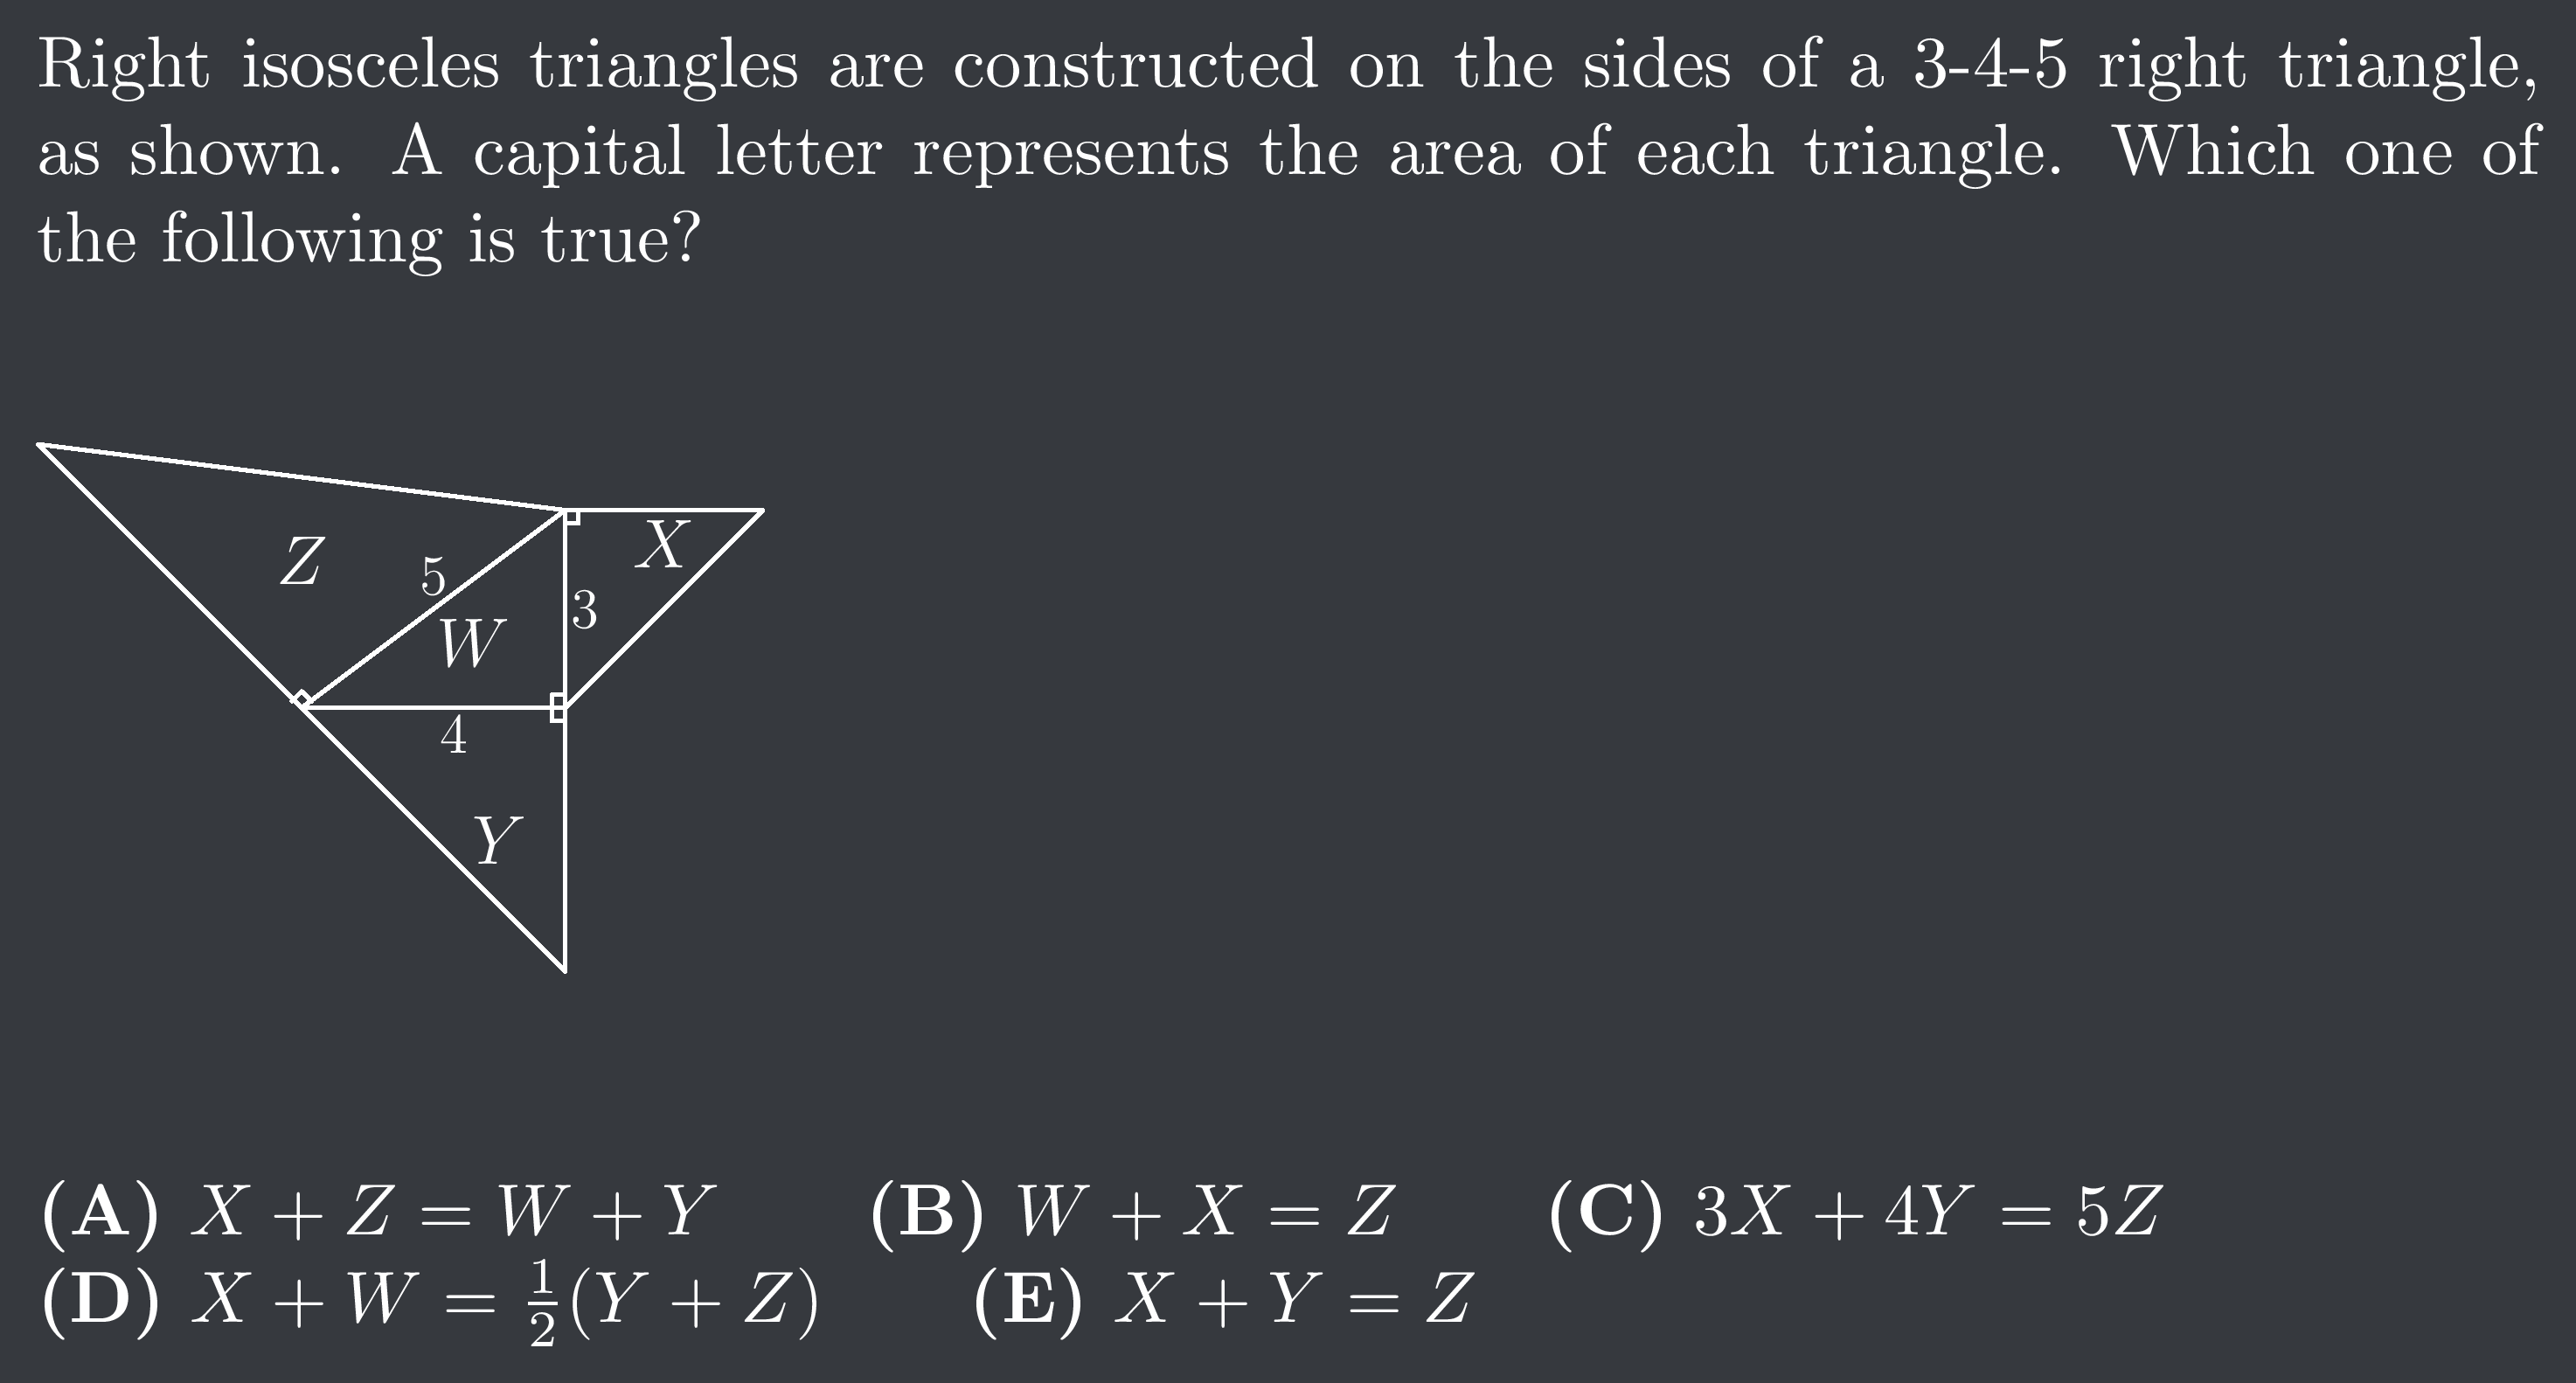 Right isosceles triangles are constructed on the sides of a 3-4-5 right triangle,
as shown. A capital letter represents the area of each triangle. Which one of
the following is true?
X
Z
5
3
W
4
Y
(A) X + Z = W + Y (B) W + X = Z (C) 3X + 4Y = 5Z
(D) X + W = \frac{1}{2}(Y + Z) (E) X + Y = Z